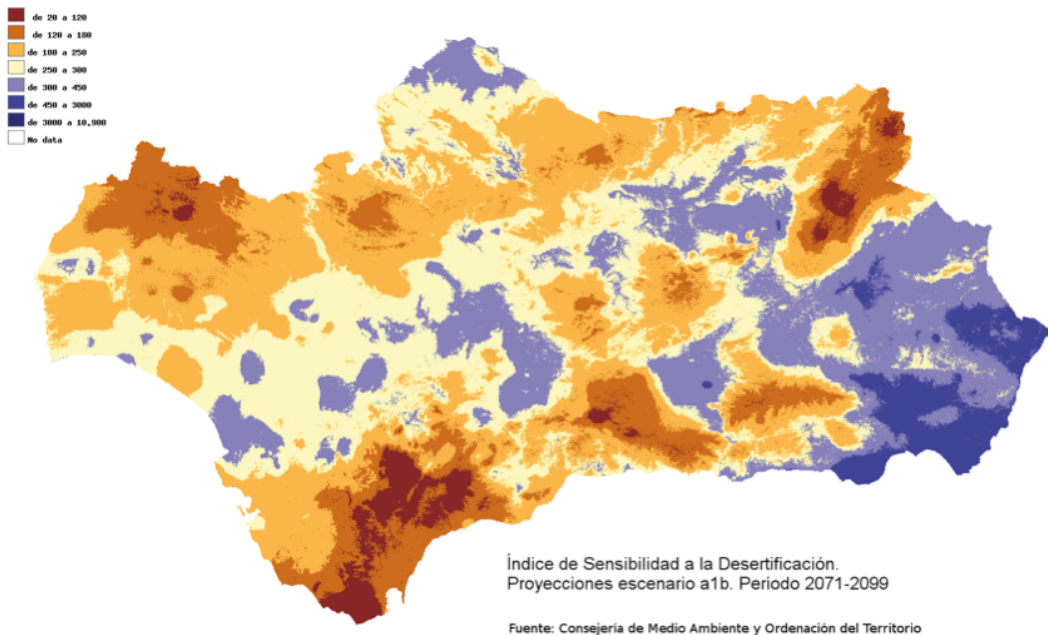 de 20 a 120
de 120 a 180
de 180 a 250
de 250 a 300
de 300 a 450
de 450 a 3000
de 3000 a 10.900
No data
Índice de Sensibilidad a la Desertificación.
Proyecciones escenario a1b. Período 2071-2099
Fuente: Consejería de Medio Ambiente y Ordenación del Territorio